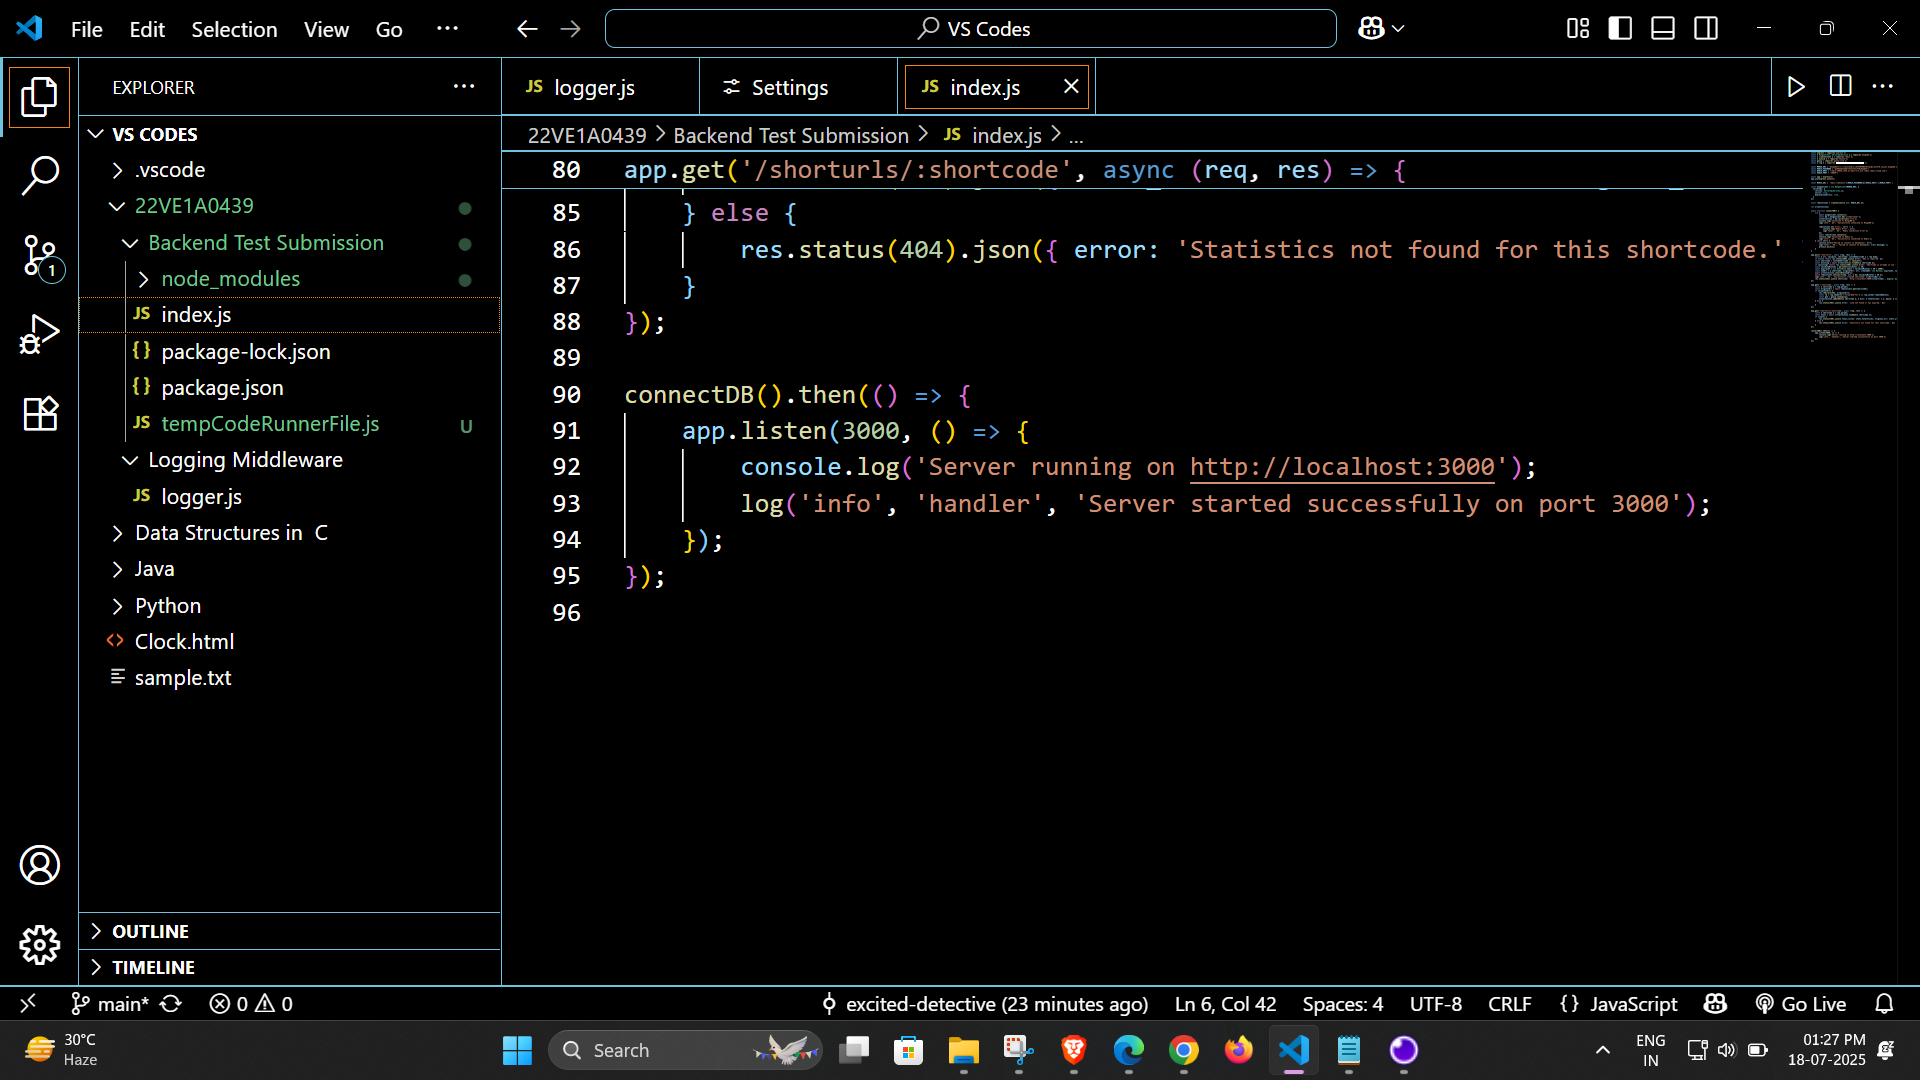 File Edit Selection View Go ...
VS Codes
EXPLORER
JS logger.js
Settings
JS index.js
VS CODES
22VE1A0439 > Backend Test Submission > JS index.js > ...
.vscode
22VE1A0439
Backend Test Submission
node_modules
JS index.js
{} package-lock.json
{} package.json
JS tempCodeRunnerFile.js U
Logging Middleware
JS logger.js
Data Structures in C
Java
Python
<> Clock.html
sample.txt
OUTLINE
TIMELINE
1
80 app.get('/shorturls/:shortcode', async (req, res) => {
85 } else {
86 res.status(404).json({ error: 'Statistics not found for this shortcode.'
87 }
88 });
89
90 connectDB().then(() => {
91 app.listen(3000, () => {
92 console.log('Server running on http://localhost:3000');
93 log('info', 'handler', 'Server started successfully on port 3000');
94 });
95 });
96
main* 0 0 excited-detective (23 minutes ago) Ln 6, Col 42 Spaces: 4 UTF-8 CRLF {} JavaScript Go Live
30°C
Haze
Search
ENG
IN
01:27 PM
18-07-2025